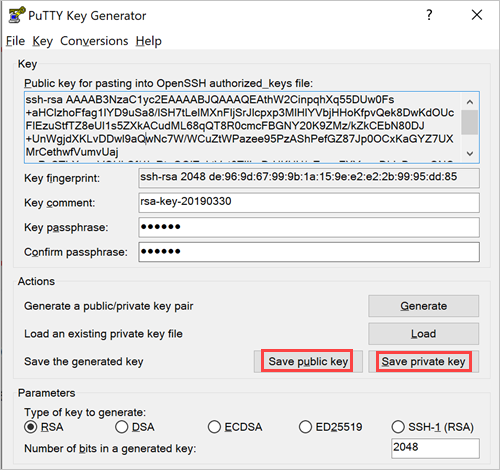 PuTTY Key Generator
File Key Conversions Help
Key
Public key for pasting into OpenSSH authorized_keys file:
ssh-rsa AAAAB3NzaC1yc2EAAAABJQAAAQEAthW2CinpqhXq55DUw0Fs
+aHClzhoFfag1IYD9uSa8/lSH7tLelMXnFIjSrJIcpxp3MIHlYVbjHHoKfpvQek8DwKdOUc
FIEzuStfTZ8eUI1s5ZXkACudML68qQT8R0cmcFBGNY20K9ZMz/kZkCEbN80DJ
+UnWgjdXKLvDDwl9aQwNc7W/WCuZtWPazee95PzAShPefGZ87Jp0OCxKaGYZ7UX
MrCethwfVumvUaj
Key fingerprint: ssh-rsa 2048 de:96:9d:67:99:9b:1a:15:9e:e2:e2:2b:99:95:dd:85
Key comment: rsa-key-20190330
Key passphrase: ●●●●●●
Confirm passphrase: ●●●●●●
Actions
Generate a public/private key pair Generate
Load an existing private key file Load
Save the generated key Save public key Save private key
Parameters
Type of key to generate:
RSA DSA ECDSA ED25519 SSH-1 (RSA)
Number of bits in a generated key: 2048